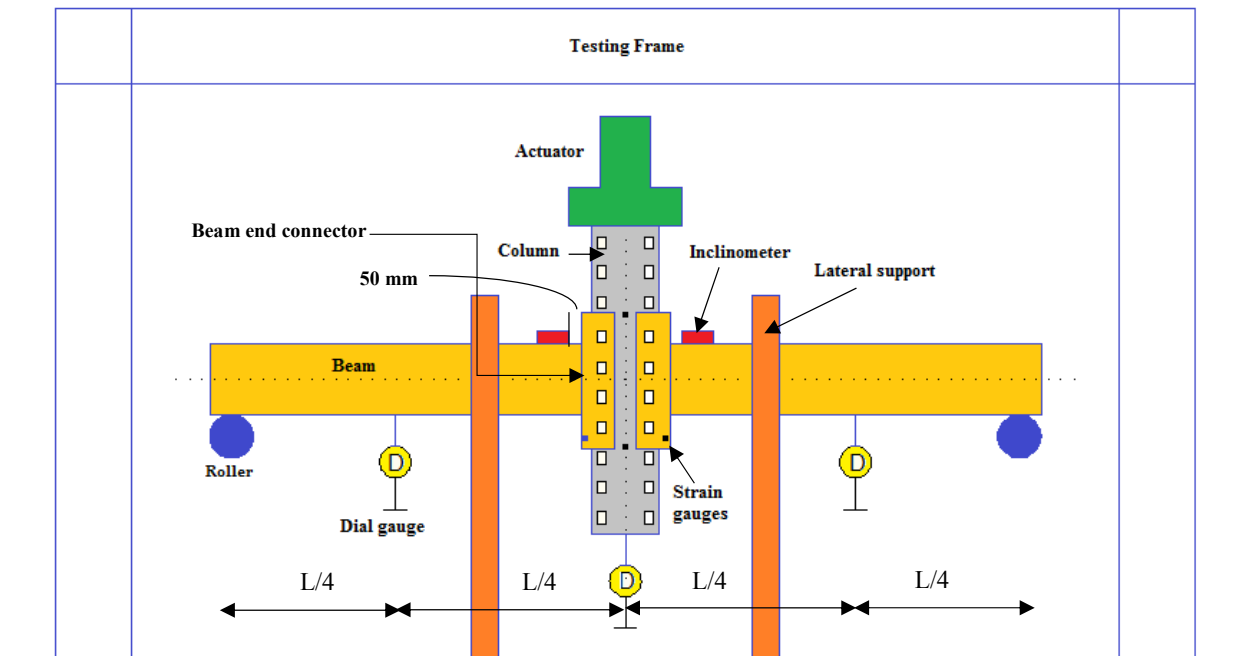 Testing Frame
Actuator
Beam end connector
Column
Inclinometer
50 mm
Lateral support
Beam
Roller
D
D
Dial gauge
Strain
gauges
D
L/4
L/4
L/4
L/4